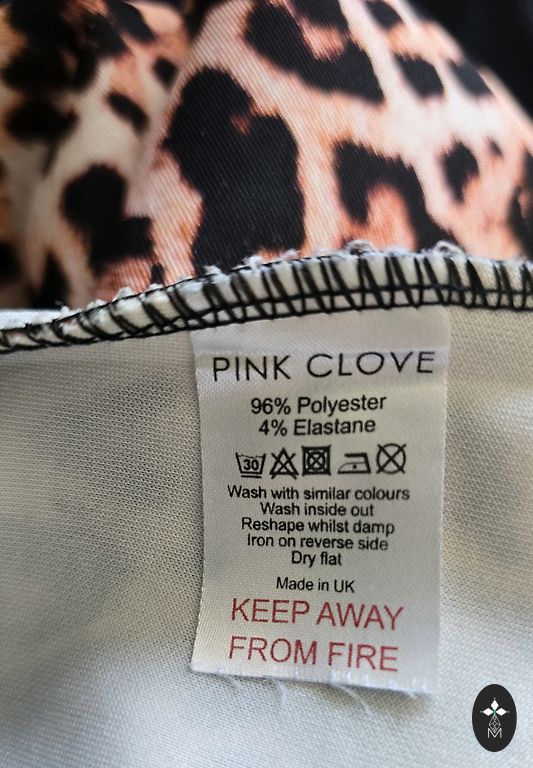 PINK CLOVE
96% Polyester
4% Elastane
30
Wash with similar colours
Wash inside out
Reshape whilst damp
Iron on reverse side
Dry flat
Made in UK
KEEP AWAY
FROM FIRE
M